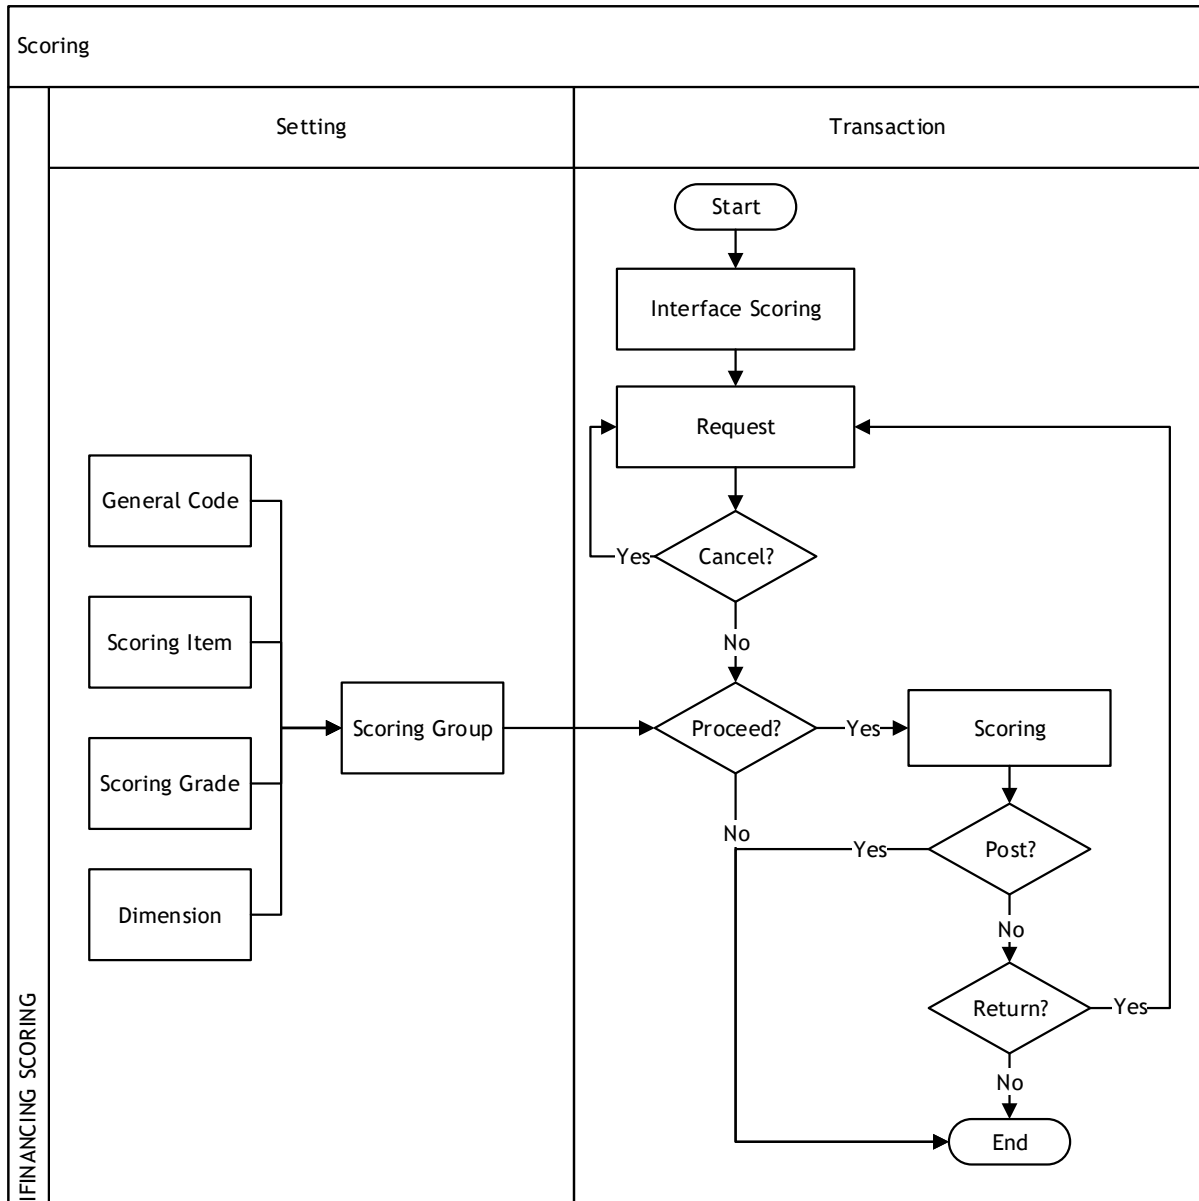 Scoring
Setting
Transaction
Start
Interface Scoring
Request
General Code
Yes
Cancel?
Scoring Item
No
Scoring Group
Proceed?
Yes
Scoring
Scoring Grade
No
Yes
Post?
Dimension
No
Return?
Yes
No
End
IFINANCING SCORING